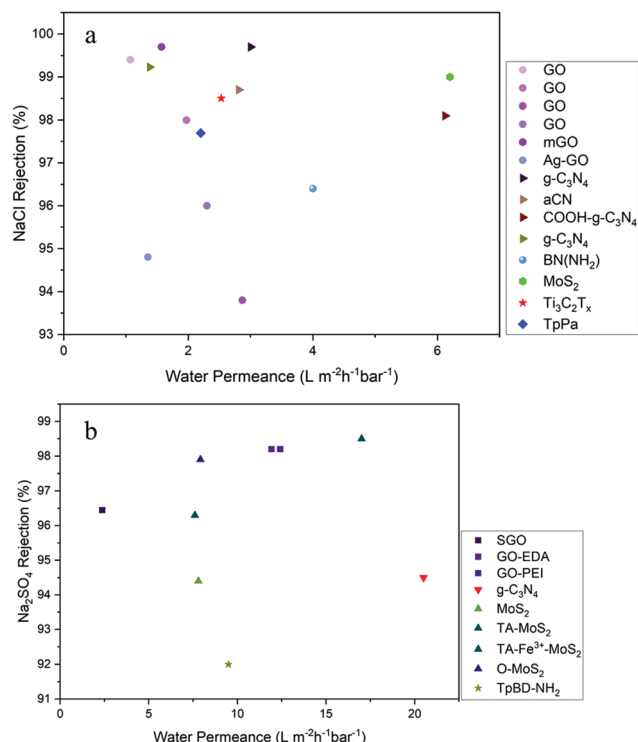 a
100
99
98
97
96
95
94
93
NaCl Rejection (%)
0 2 4 6
Water Permeance (L m⁻²h⁻¹bar⁻¹)
GO
GO
GO
GO
mGO
Ag-GO
g-C₃N₄
aCN
COOH-g-C₃N₄
g-C₃N₄
BN(NH₂)
MoS₂
Ti₃C₂Tₓ
TpPa
b
99
98
97
96
95
94
93
92
91
Na₂SO₄ Rejection (%)
0 5 10 15 20
Water Permeance (L m⁻²h⁻¹bar⁻¹)
SGO
GO-EDA
GO-PEI
g-C₃N₄
MoS₂
TA-MoS₂
TA-Fe³⁺-MoS₂
O-MoS₂
TpBD-NH₂